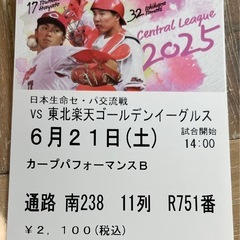 17
32
Central League
2025
日本生命セ・パ交流戦
VS 東北楽天ゴールデンイーグルス
6月21日(土)
試合開始
14:00
カープパフォーマンスB
通路 南238 11列 R751番
¥2,100(税込)